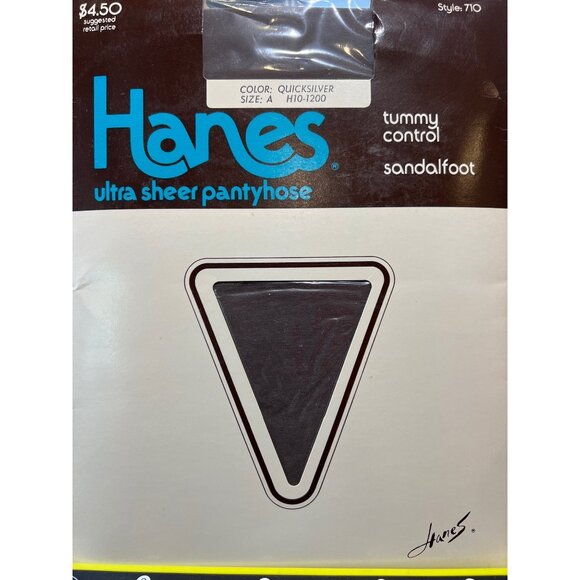 $4.50
suggested
retail price
Style: 710
COLOR: QUICKSILVER
SIZE: A H10-1200
Hanes®
ultra sheer pantyhose
tummy
control
sandalfoot
Hanes®